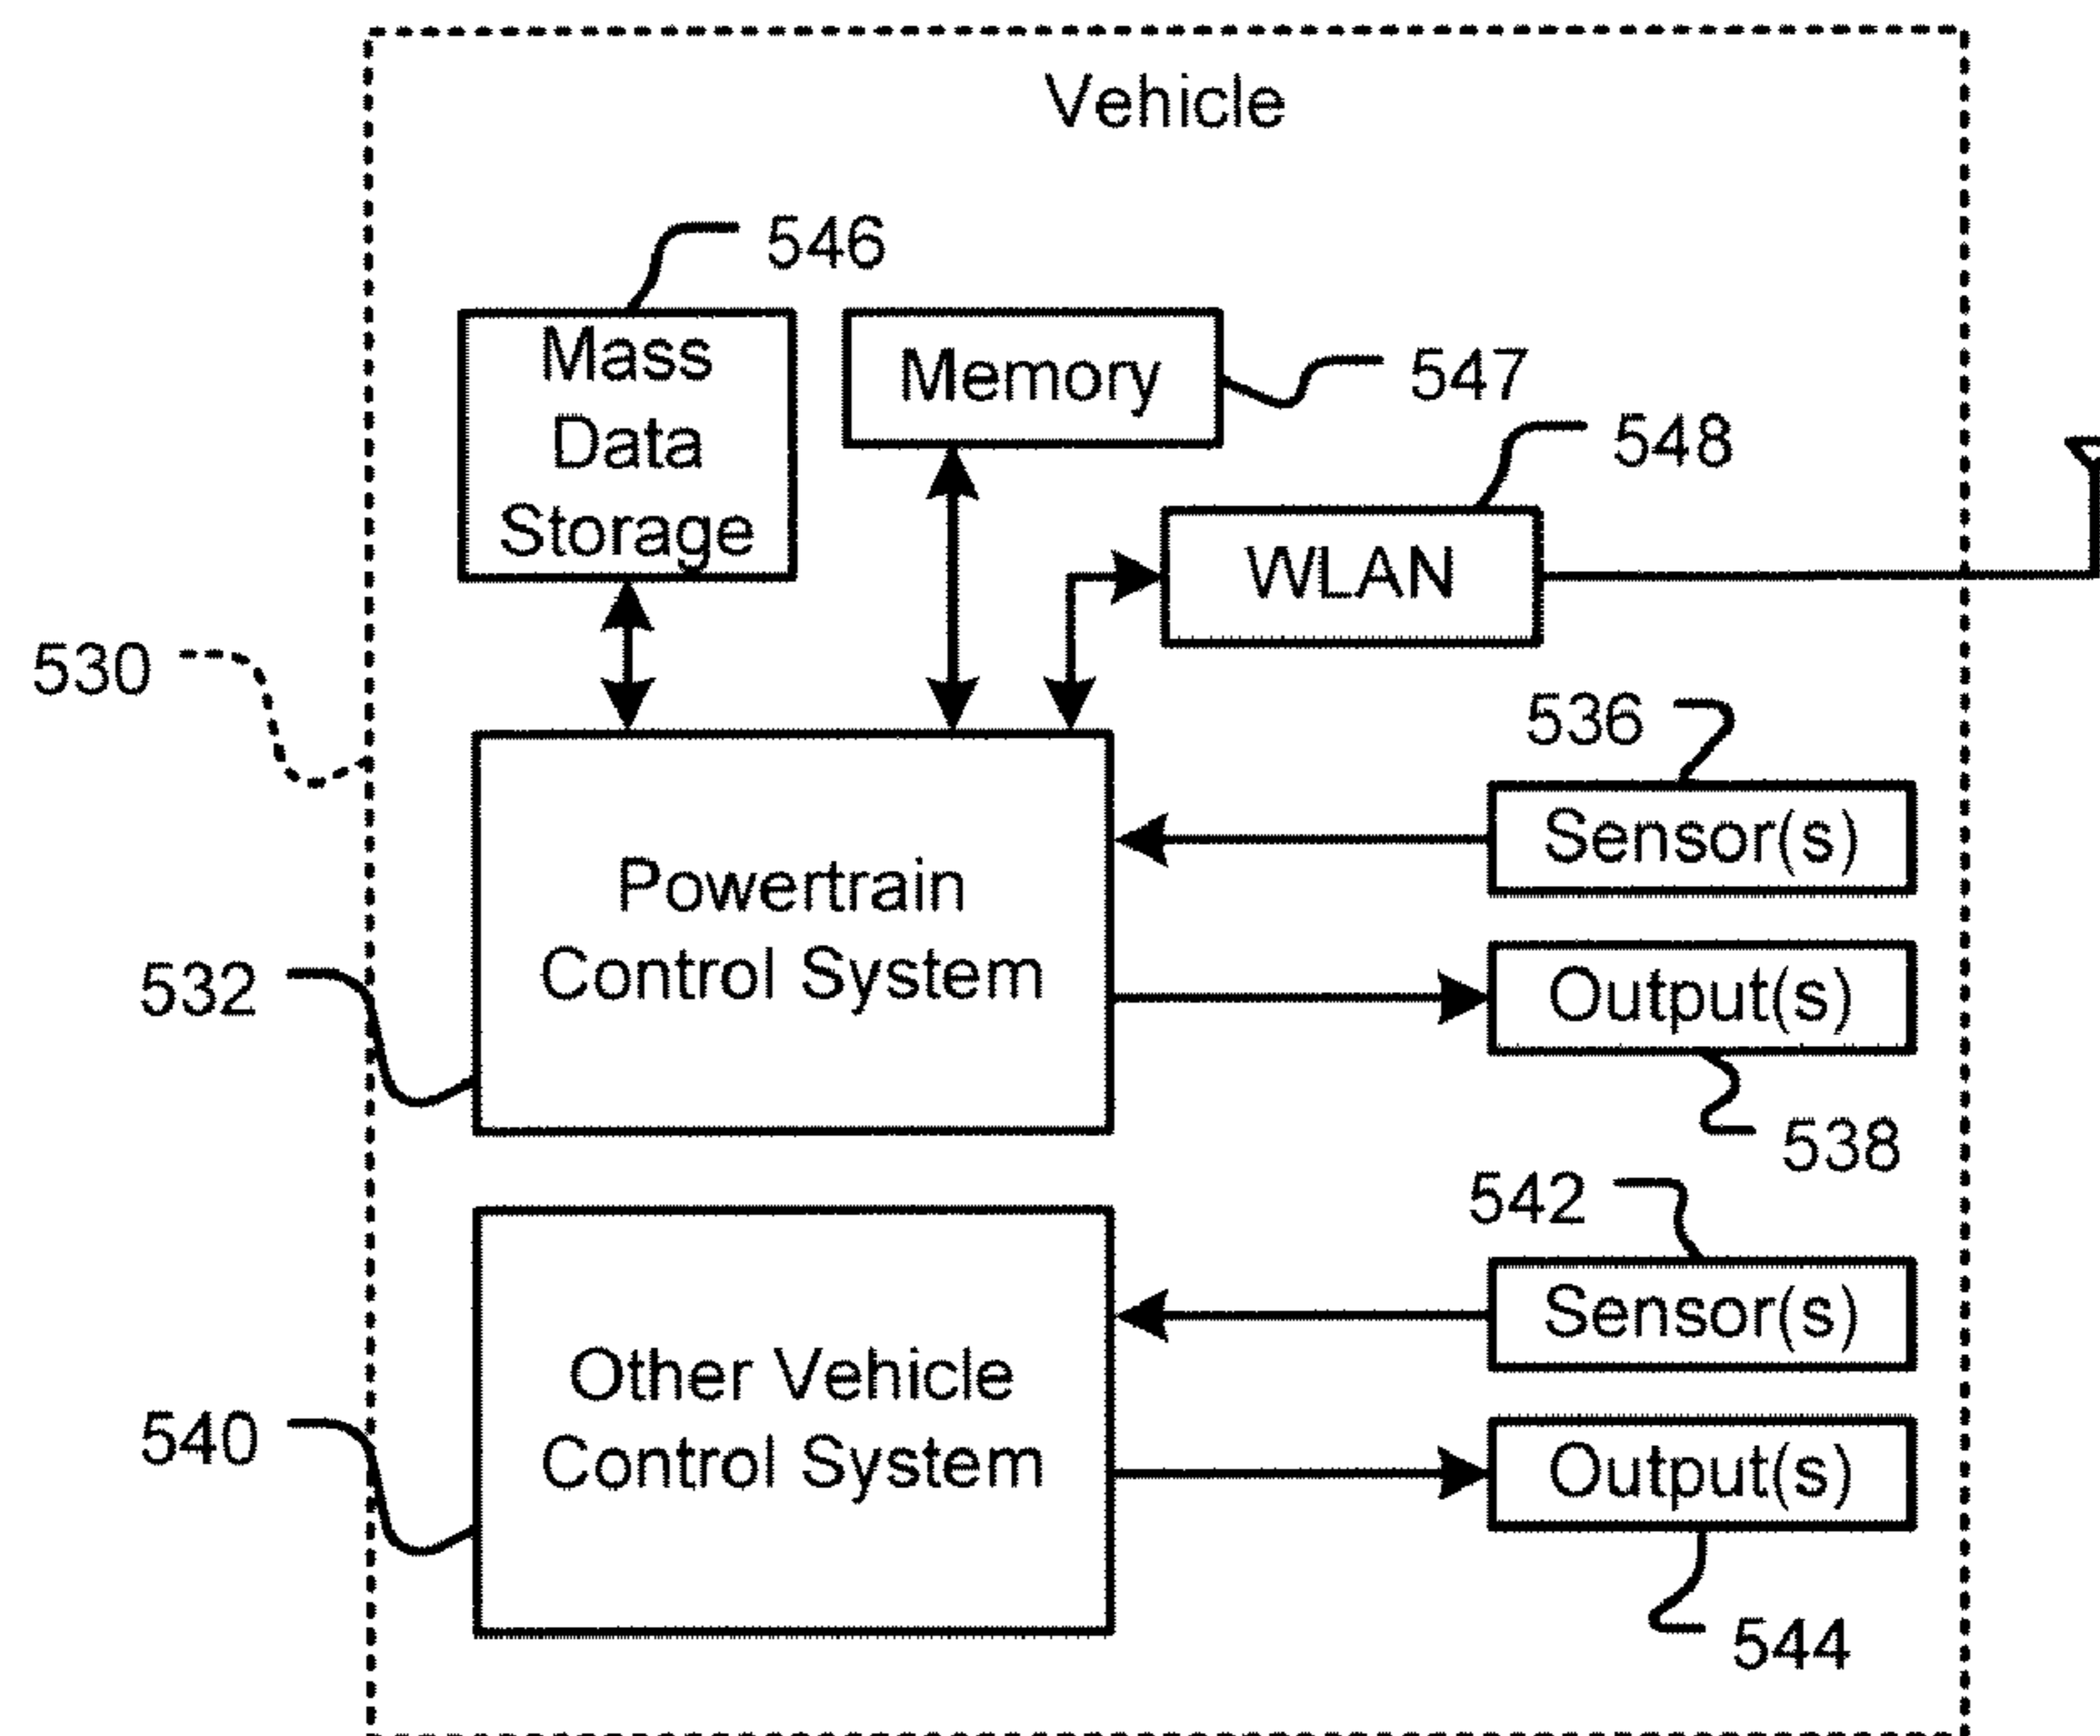 Vehicle
546
Mass
Data
Storage
Memory
547
548
WLAN
530
536
Sensor(s)
Powertrain
Control System
Output(s)
532
538
542
Sensor(s)
Other Vehicle
Control System
540
Output(s)
544